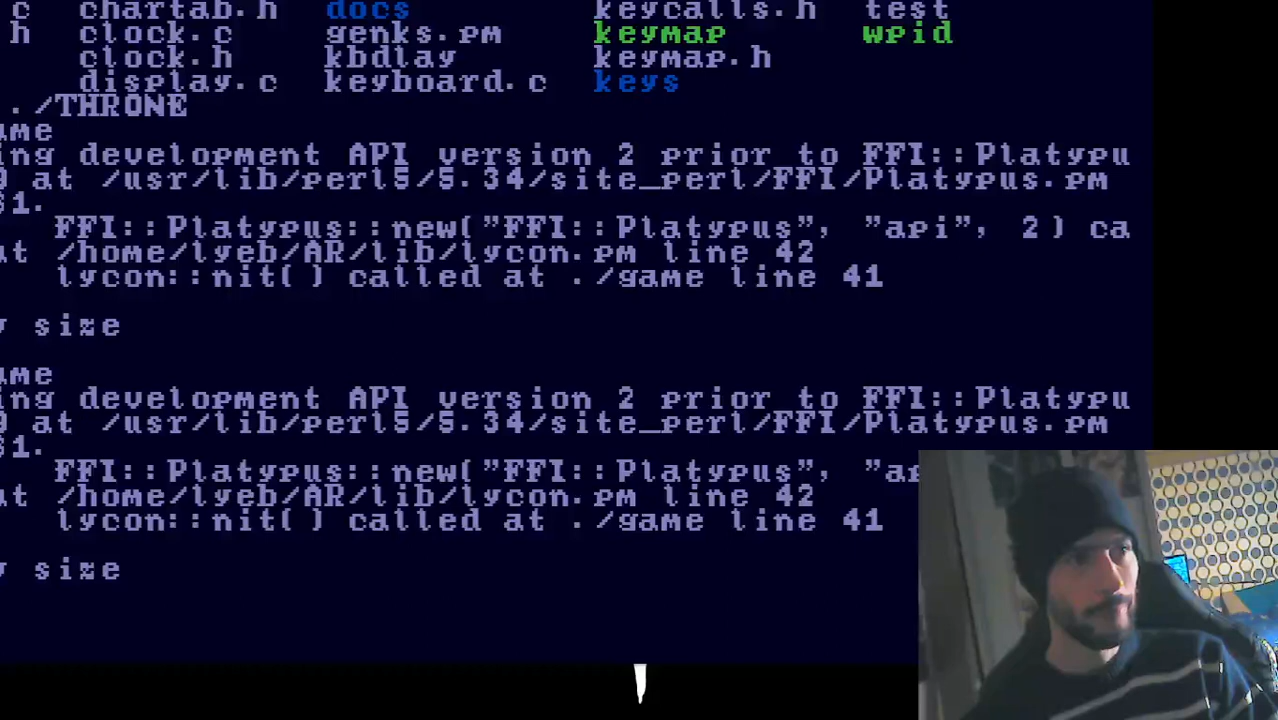 c chartab.h docs keycalls.h test
h clock.c genks.pm keymap wpid
clock.h kbdlay keymap.h
display.c keyboard.c keys
./THRONE
ame
ing development API version 2 prior to FFI::Platypu
0 at /usr/lib/perl5/5.34/site_perl/FFI/Platypus.pm
$1.
FFI::Platypus::new("FFI::Platypus", "api", 2) ca
at /home/lyeb/AR/lib/lycon.pm line 42
lycon::nit() called at ./game line 41
y size
ame
ing development API version 2 prior to FFI::Platypu
0 at /usr/lib/perl5/5.34/site_perl/FFI/Platypus.pm
$1.
FFI::Platypus::new("FFI::Platypus", "ap
at /home/lyeb/AR/lib/lycon.pm line 42
lycon::nit() called at ./game line 41
y size